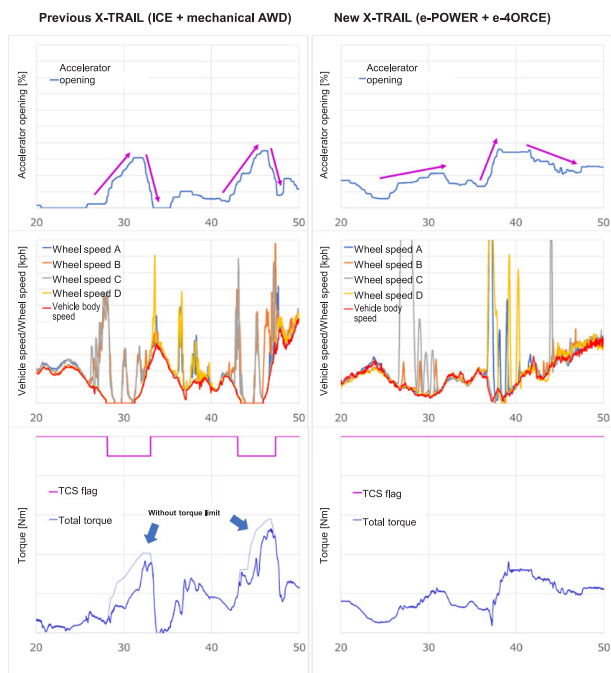 Previous X-TRAIL (ICE + mechanical AWD)
New X-TRAIL (e-POWER + e-4ORCE)
Accelerator opening [%]
Accelerator
opening
20 30 40 50
Accelerator opening [%]
Accelerator
opening
20 30 40 50
Vehicle speed/Wheel speed [kph]
Wheel speed A
Wheel speed B
Wheel speed C
Wheel speed D
Vehicle body
speed
20 30 40 50
Vehicle speed/Wheel speed [kph]
Wheel speed A
Wheel speed B
Wheel speed C
Wheel speed D
Vehicle body
speed
20 30 40 50
Torque [Nm]
TCS flag
Total torque
Without torque limit
20 30 40 50
Torque [Nm]
TCS flag
Total torque
20 30 40 50